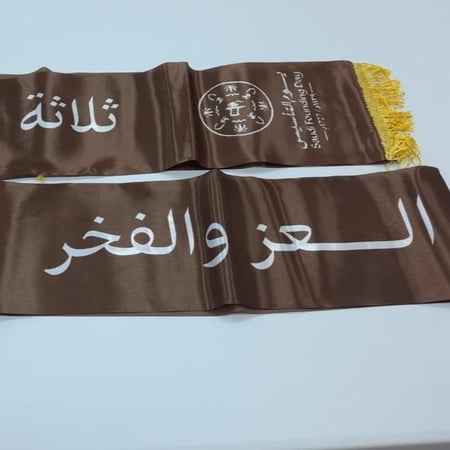 يوم التأسيس
Saudi Founding Day
ثلاثة
العز والفخر